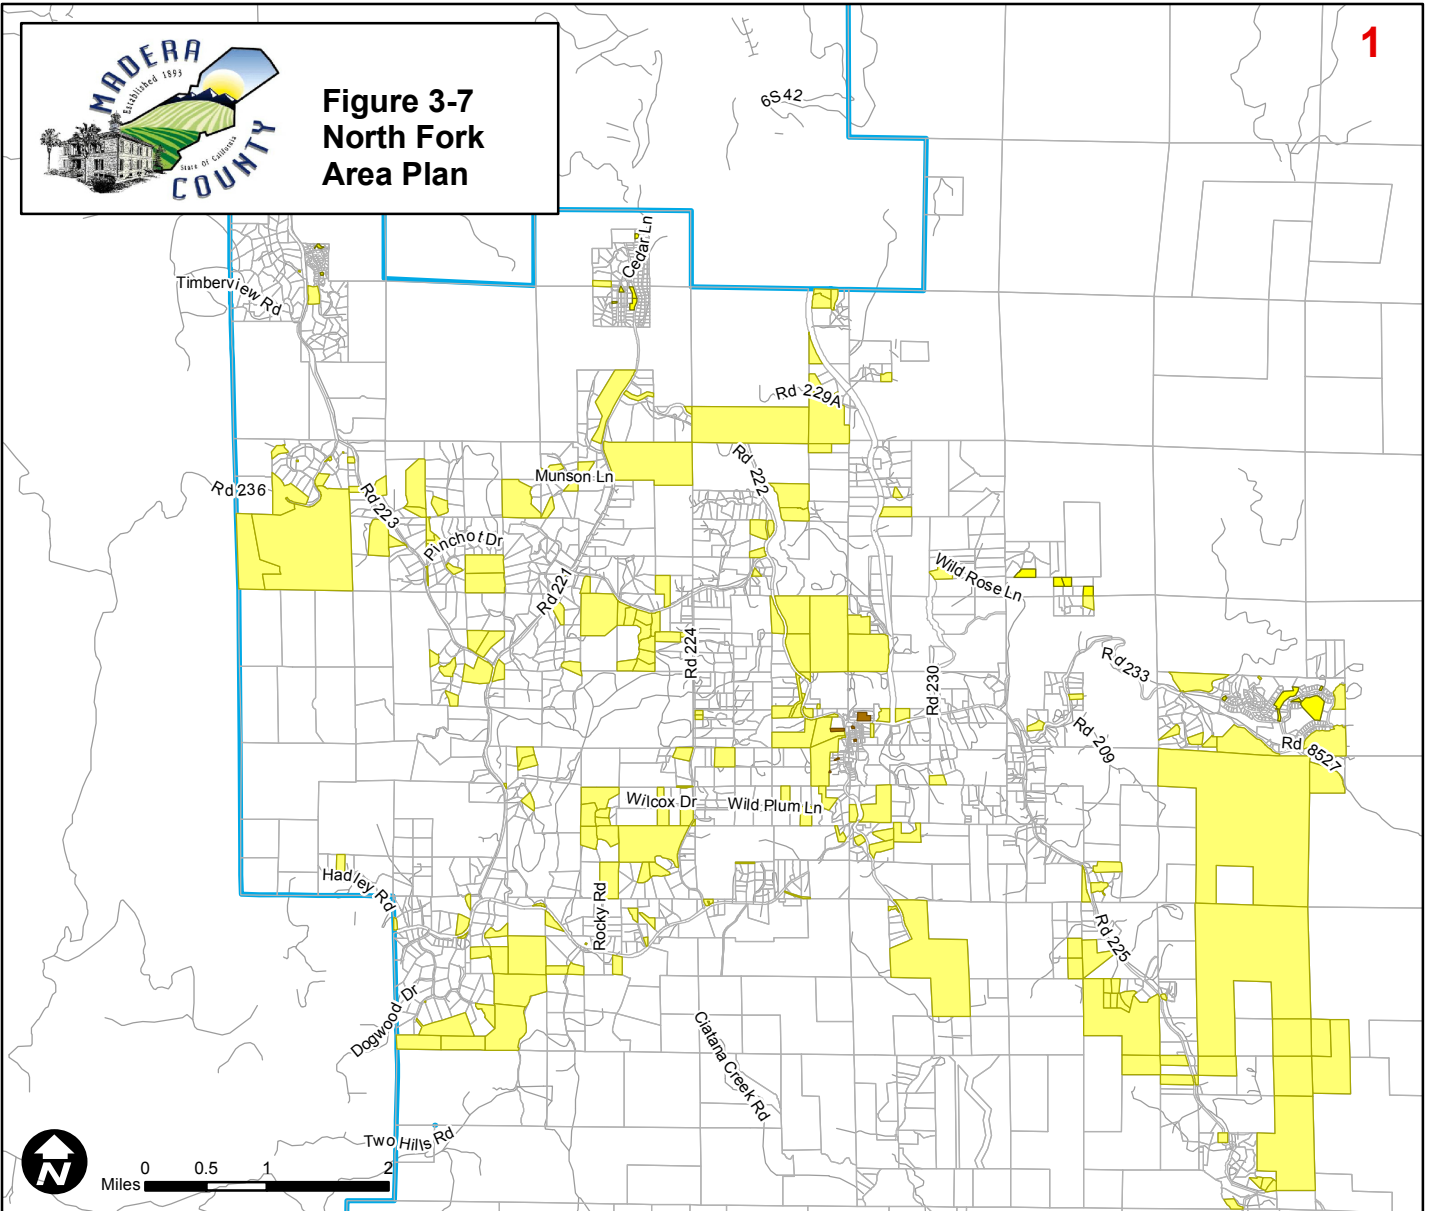 1
MADERA
Established 1893
State Of California
COUNTY
Figure 3-7
North Fork
Area Plan
6S42
Cedar Ln
Timberview Rd
Rd 229A
Rd 222
Munson Ln
Rd 236
Rd 223
Pinchot Dr
Wild Rose Ln
Rd 221
Rd 224
Rd 233
Rd 230
Rd 209
Rd 8527
Wilcox Dr
Wild Plum Ln
Hadley Rd
Rocky Rd
Rd 225
Dogwood Dr
Ciatana Creek Rd
Two Hills Rd
N
0 0.5 1 2
Miles